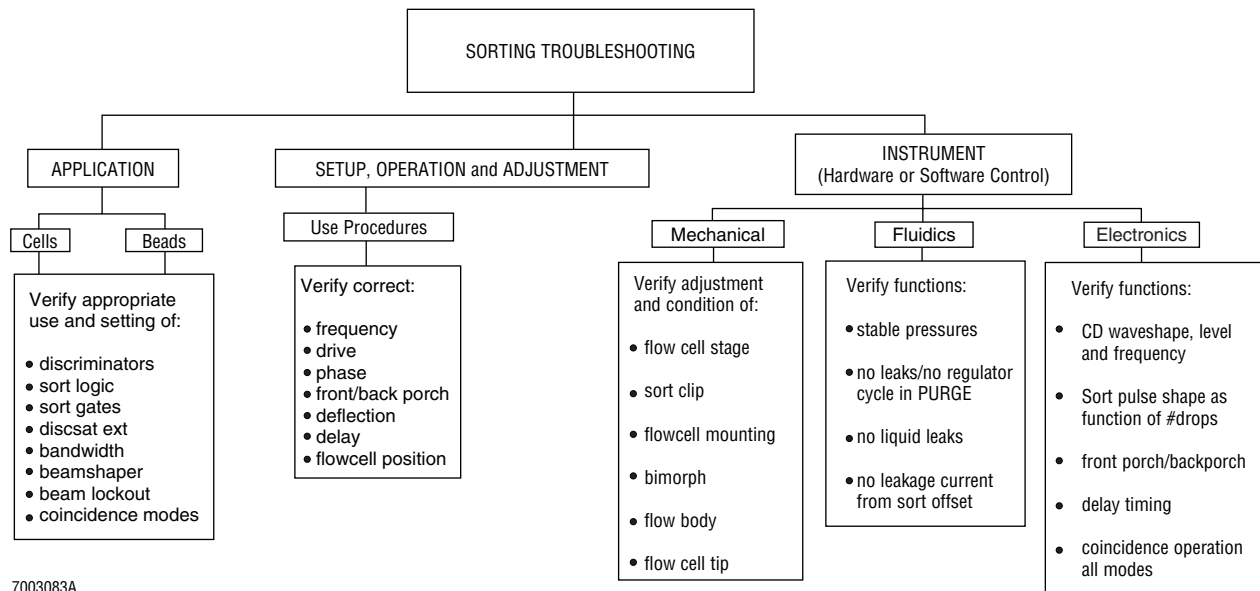 SORTING TROUBLESHOOTING
APPLICATION
SETUP, OPERATION and ADJUSTMENT
INSTRUMENT
(Hardware or Software Control)
Cells
Beads
Use Procedures
Mechanical
Fluidics
Electronics
Verify appropriate
use and setting of:
• discriminators
• sort logic
• sort gates
• discsat ext
• bandwidth
• beamshaper
• beam lockout
• coincidence modes
Verify correct:
• frequency
• drive
• phase
• front/back porch
• deflection
• delay
• flowcell position
Verify adjustment
and condition of:
• flow cell stage
• sort clip
• flowcell mounting
• bimorph
• flow body
• flow cell tip
Verify functions:
• stable pressures
• no leaks/no regulator
cycle in PURGE
• no liquid leaks
• no leakage current
from sort offset
Verify functions:
• CD waveshape, level
and frequency
• Sort pulse shape as
function of #drops
• front porch/backporch
• delay timing
• coincidence operation
all modes
7003083A